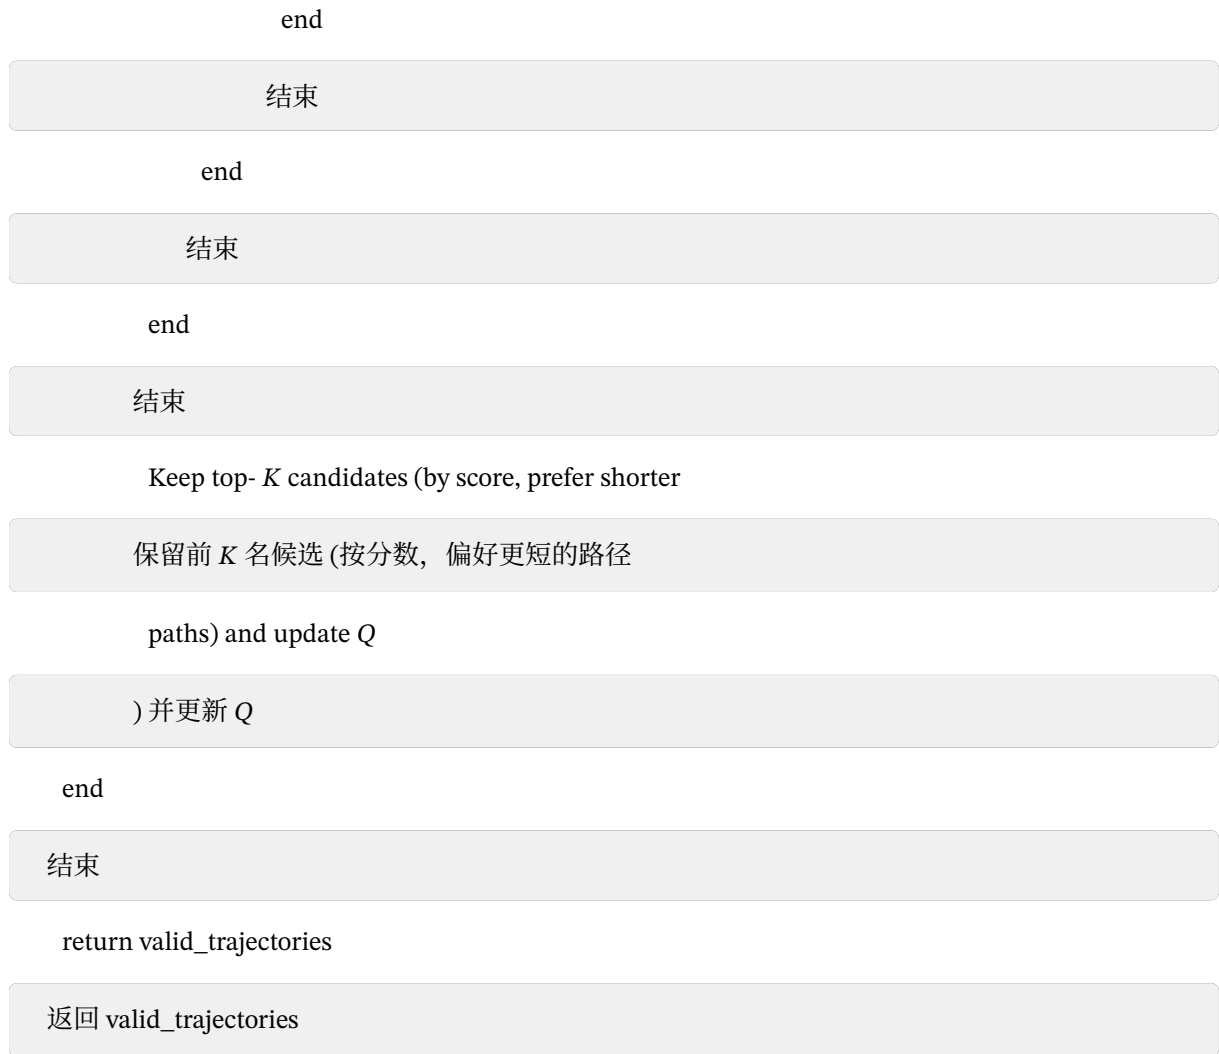 end
结束
end
结束
end
结束
Keep top- K candidates (by score, prefer shorter
保留前 K 名候选 (按分数，偏好更短的路径
paths) and update Q
) 并更新 Q
end
结束
return valid_trajectories
返回 valid_trajectories